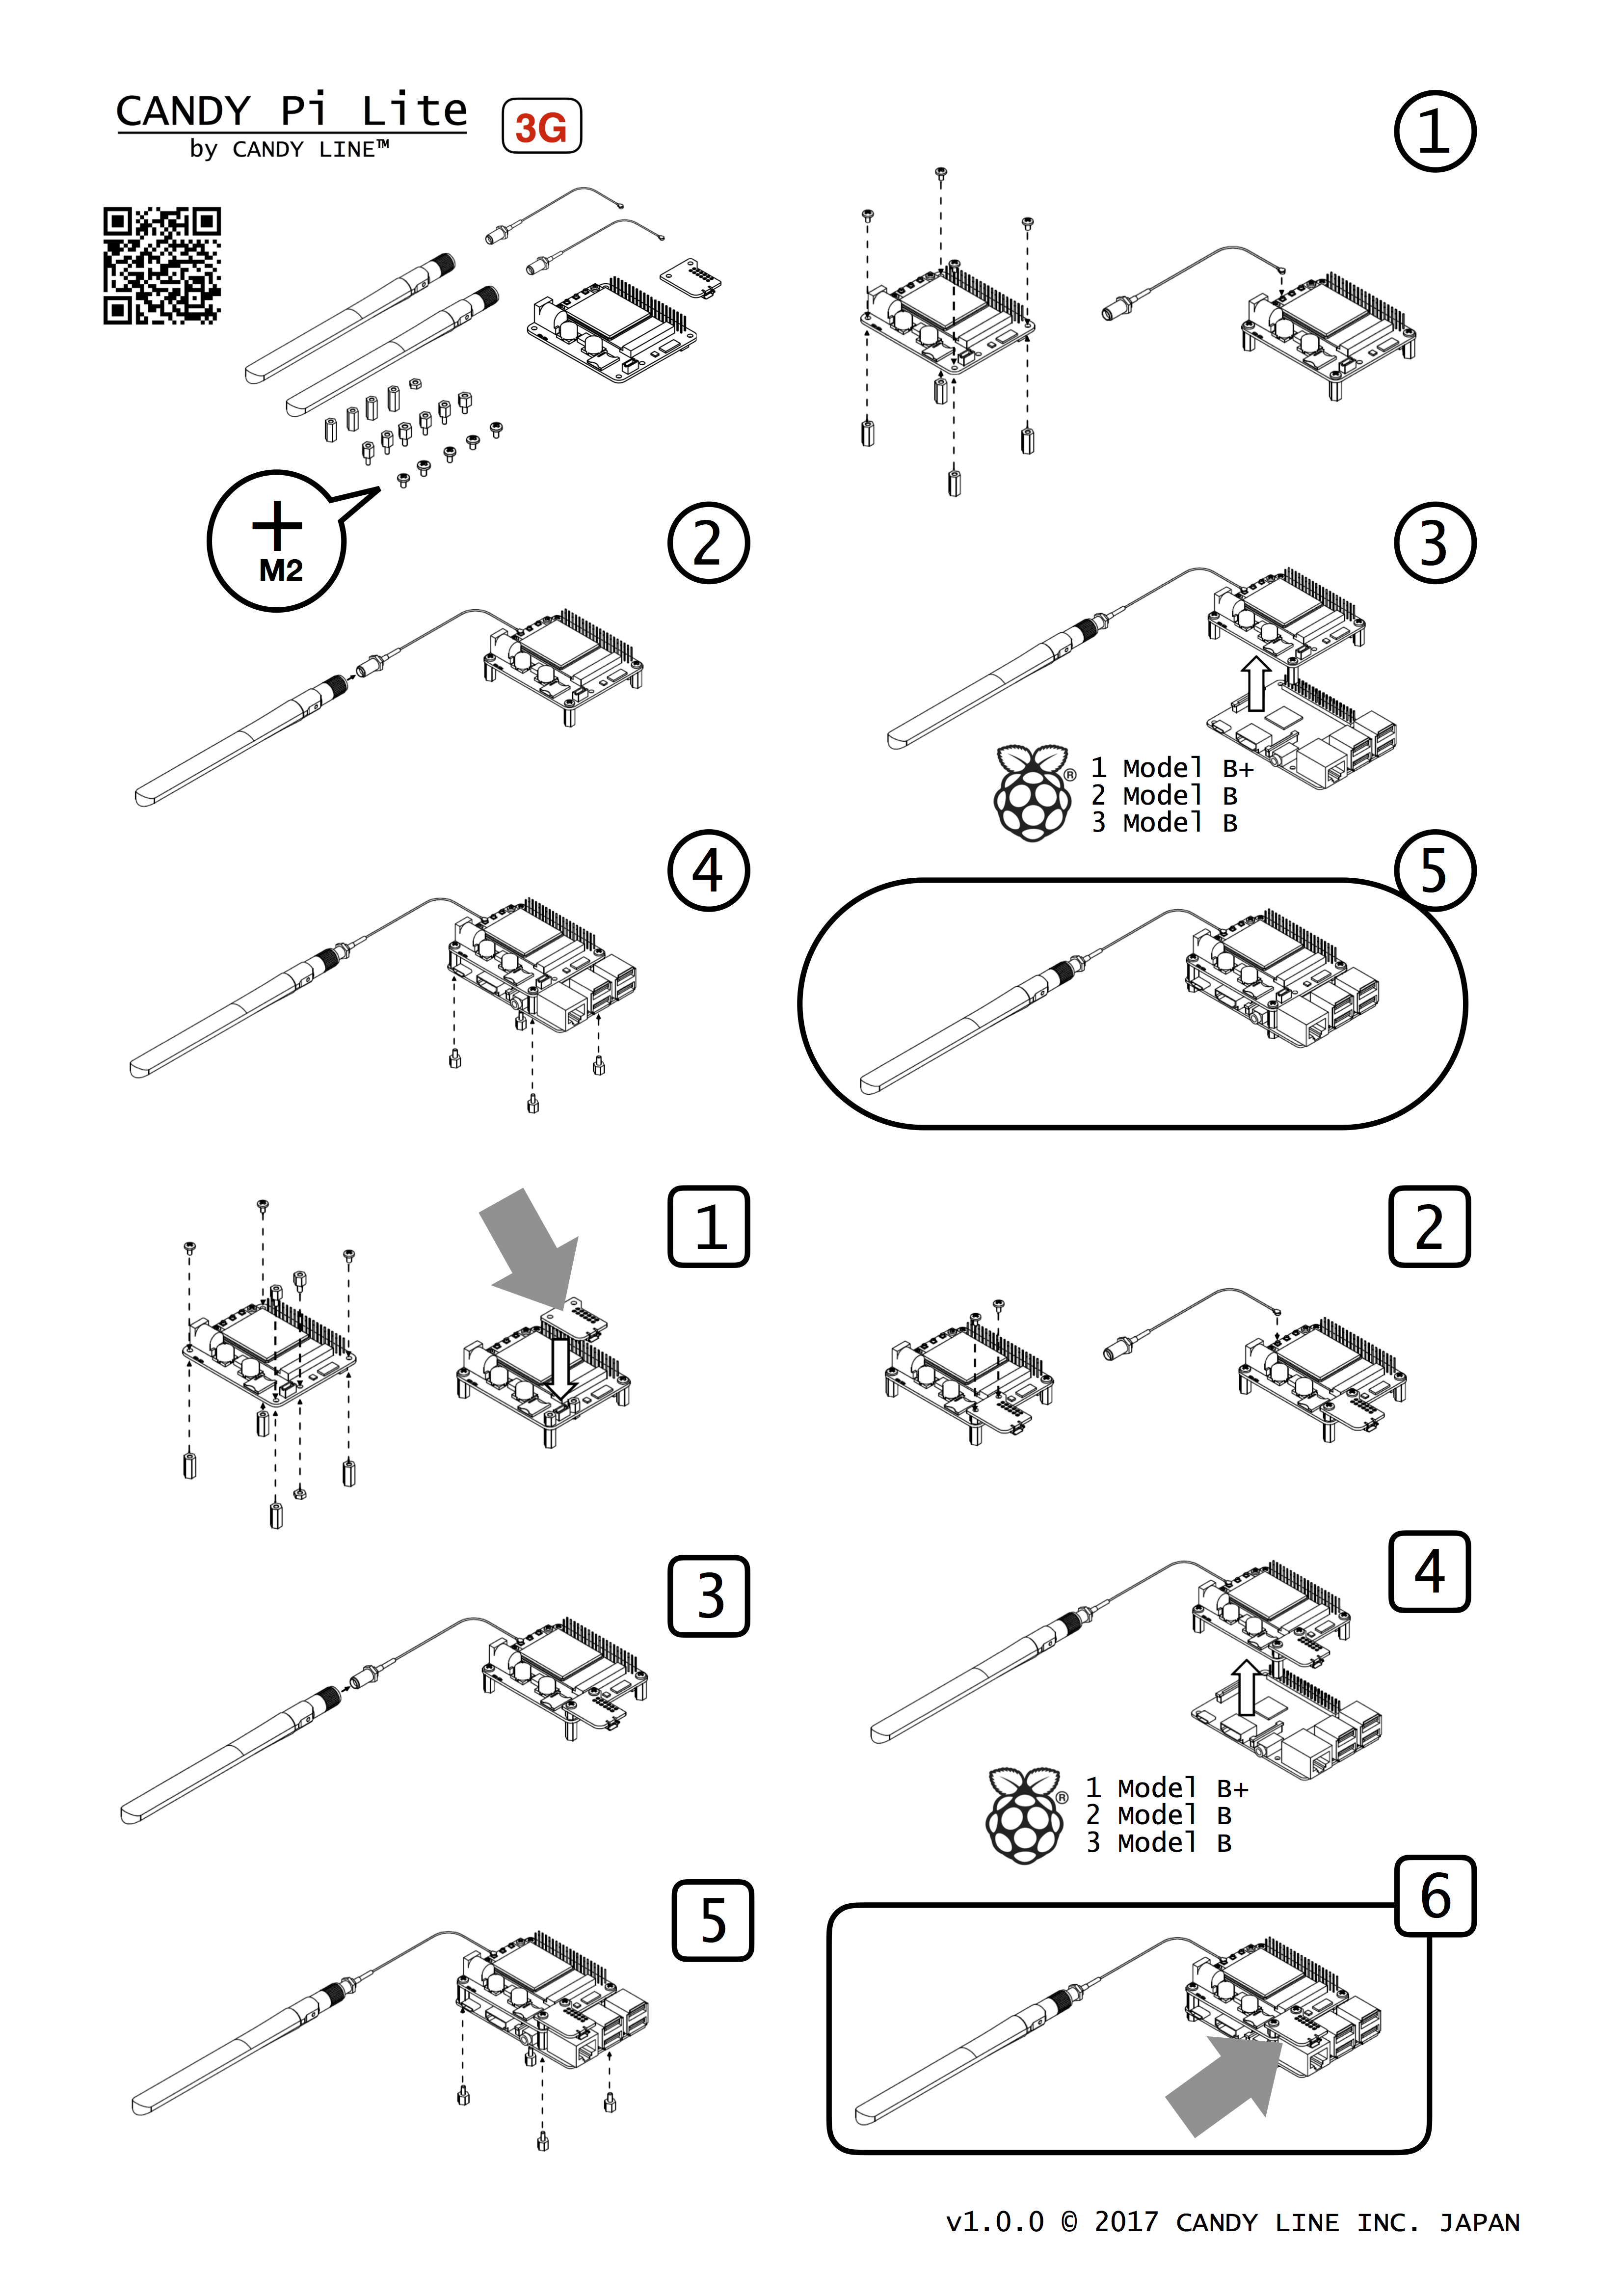 CANDY Pi Lite
3G
by CANDY LINE™
1
+
M2
2
3
®
1 Model B+
2 Model B
3 Model B
4
5
1
2
3
4
®
1 Model B+
2 Model B
3 Model B
5
6
v1.0.0 © 2017 CANDY LINE INC. JAPAN